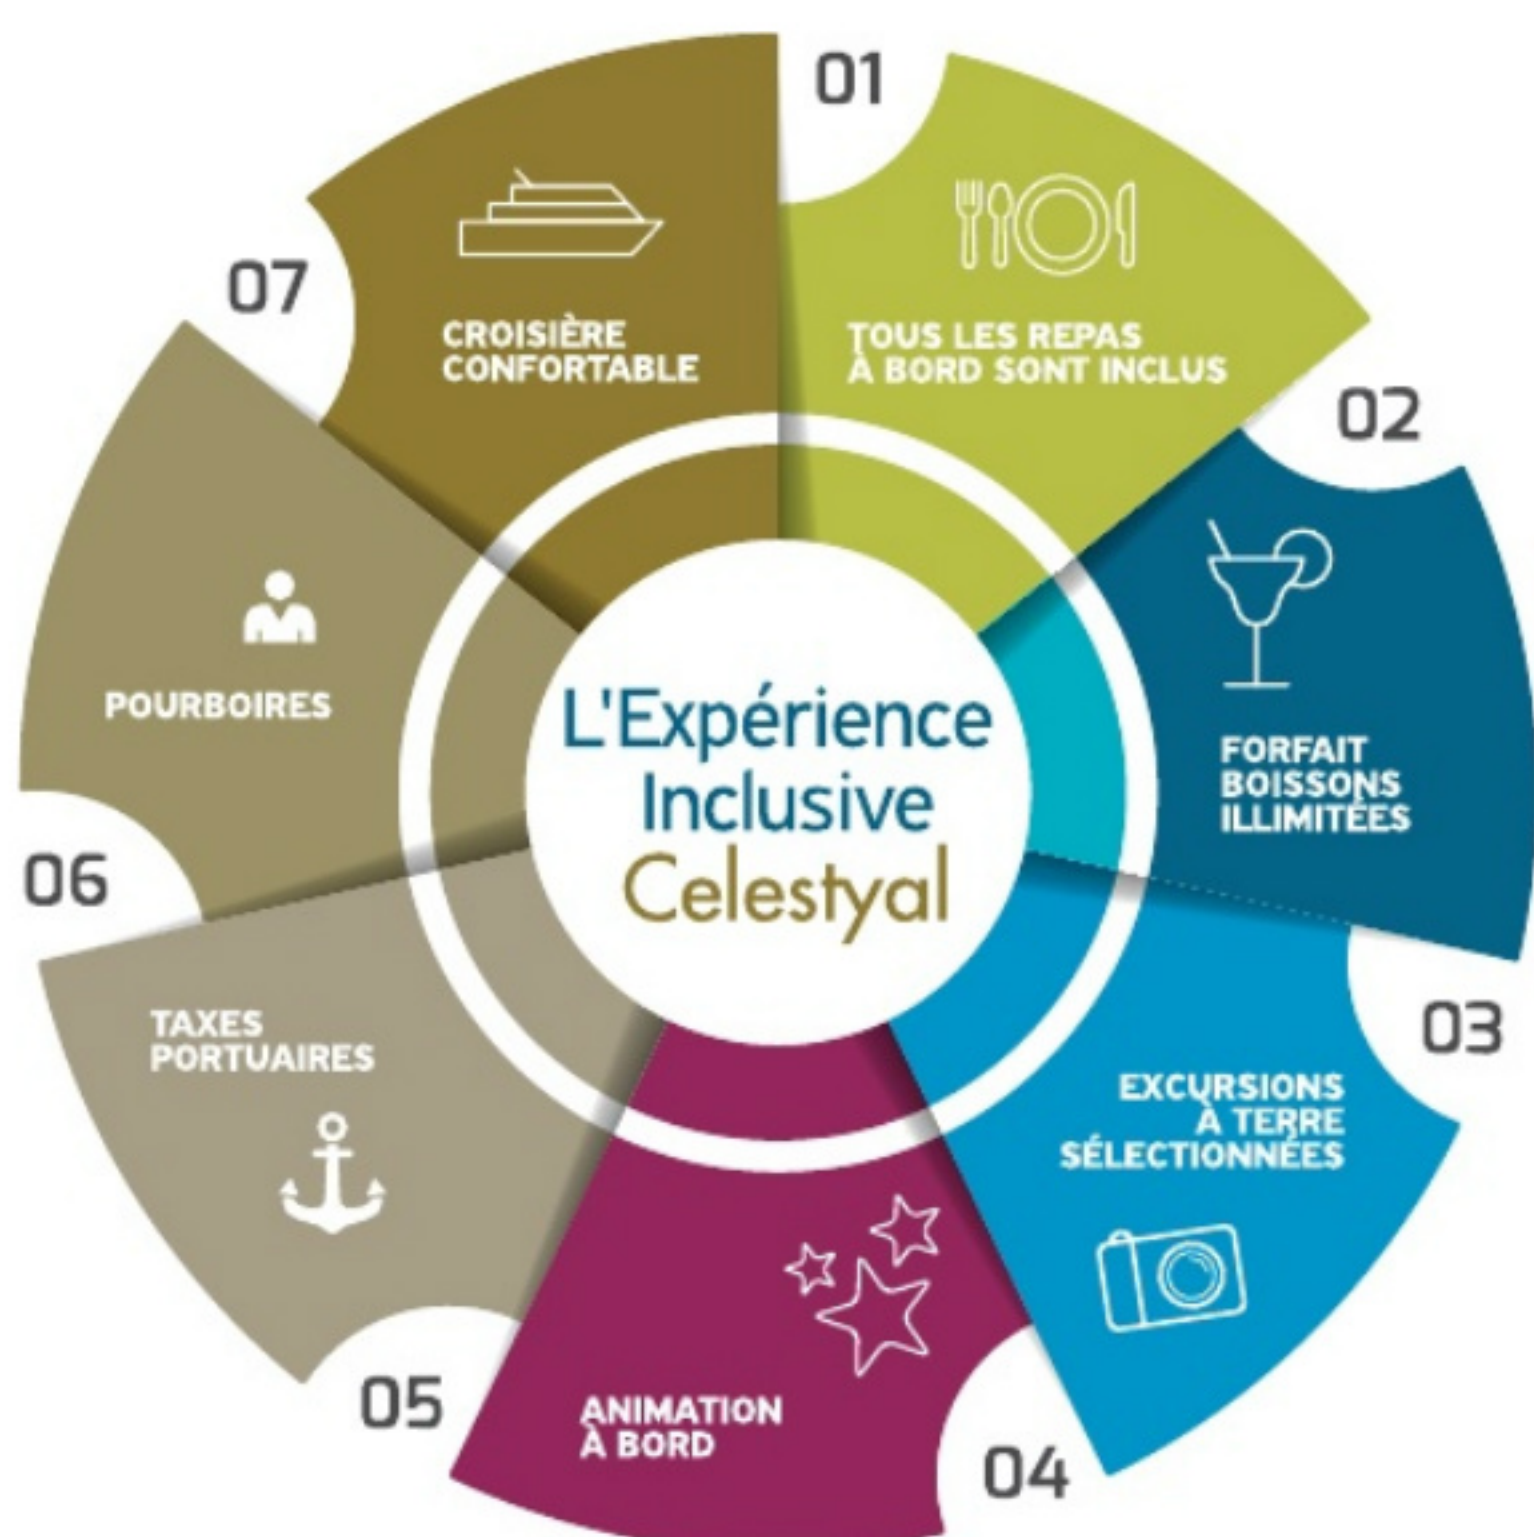 L'Expérience
Inclusive
Celestyal
01
TOUS LES REPAS
À BORD SONT INCLUS
02
FORFAIT
BOISSONS
ILLIMITÉES
03
EXCURSIONS
À TERRE
SÉLECTIONNÉES
04
ANIMATION
À BORD
05
TAXES
PORTUAIRES
06
POURBOIRES
07
CROISIÈRE
CONFORTABLE